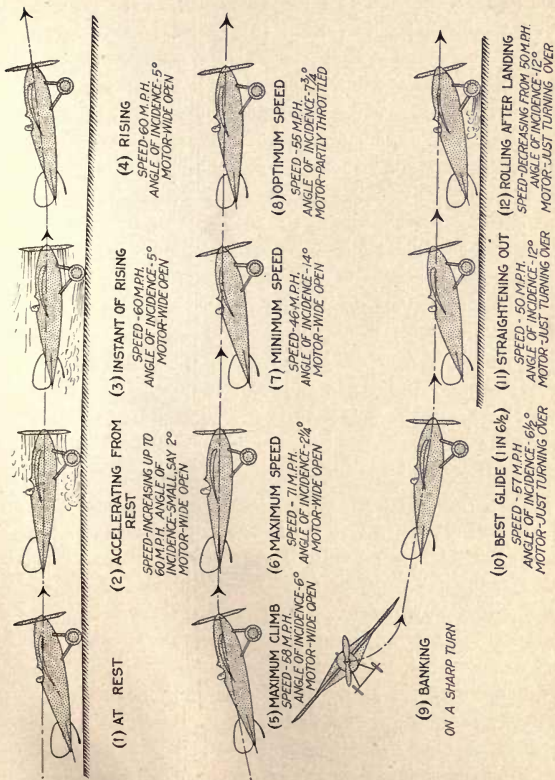 (1) AT REST
(2) ACCELERATING FROM
REST
SPEED-INCREASING UP TO
60 M.P.H. ANGLE OF
INCIDENCE-SMALL, SAY 2°
MOTOR-WIDE OPEN
(3) INSTANT OF RISING
SPEED-60 M.P.H.
ANGLE OF INCIDENCE-5°
MOTOR-WIDE OPEN
(4) RISING
SPEED-60 M.P.H.
ANGLE OF INCIDENCE-5°
MOTOR-WIDE OPEN
(5) MAXIMUM CLIMB
SPEED-58 M.P.H.
ANGLE OF INCIDENCE-6°
MOTOR-WIDE OPEN
(6) MAXIMUM SPEED
SPEED-71 M.P.H.
ANGLE OF INCIDENCE-2¼°
MOTOR-WIDE OPEN
(7) MINIMUM SPEED
SPEED-46 M.P.H.
ANGLE OF INCIDENCE-14°
MOTOR-WIDE OPEN
(8) OPTIMUM SPEED
SPEED-55 M.P.H.
ANGLE OF INCIDENCE-7¾°
MOTOR-PARTLY THROTTLED
(9) BANKING
ON A SHARP TURN
(10) BEST GLIDE (1 IN 6½)
SPEED-57 M.P.H
ANGLE OF INCIDENCE-6½°
MOTOR-JUST TURNING OVER
(11) STRAIGHTENING OUT
SPEED-50 M.P.H.
ANGLE OF INCIDENCE-12°
MOTOR-JUST TURNING OVER
(12) ROLLING AFTER LANDING
SPEED-DECREASING FROM 50 M.P.H.
ANGLE OF INCIDENCE-12°
MOTOR-JUST TURNING OVER